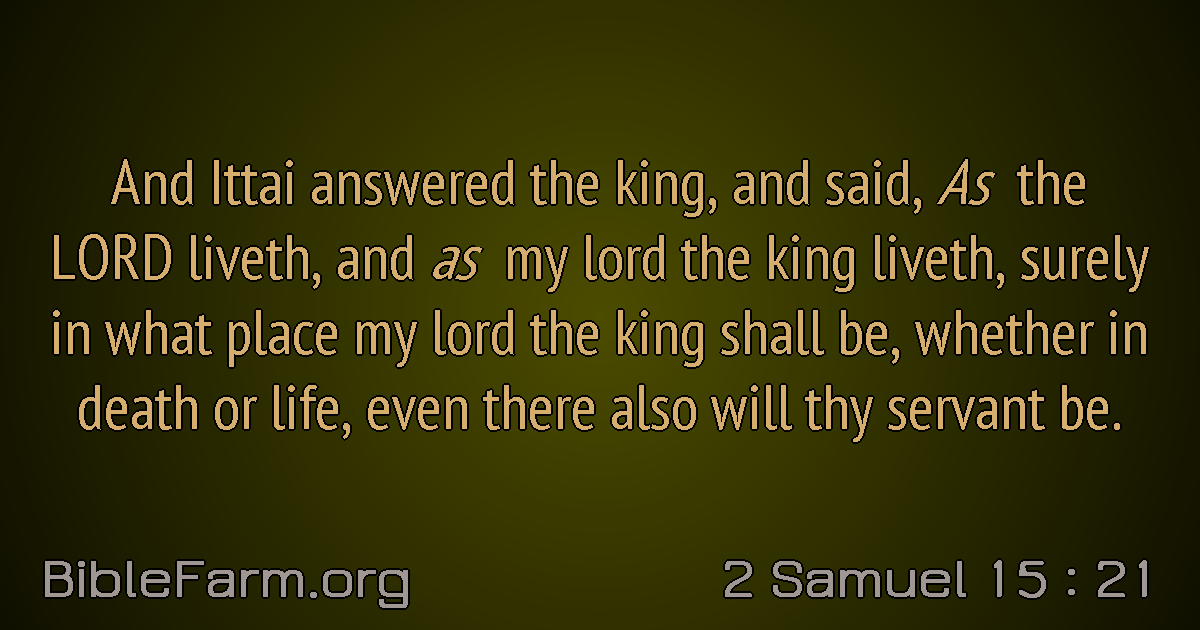 And Ittai answered the king, and said, As the
LORD liveth, and as my lord the king liveth, surely
in what place my lord the king shall be, whether in
death or life, even there also will thy servant be.
BibleFarm.org
2 Samuel 15 : 21